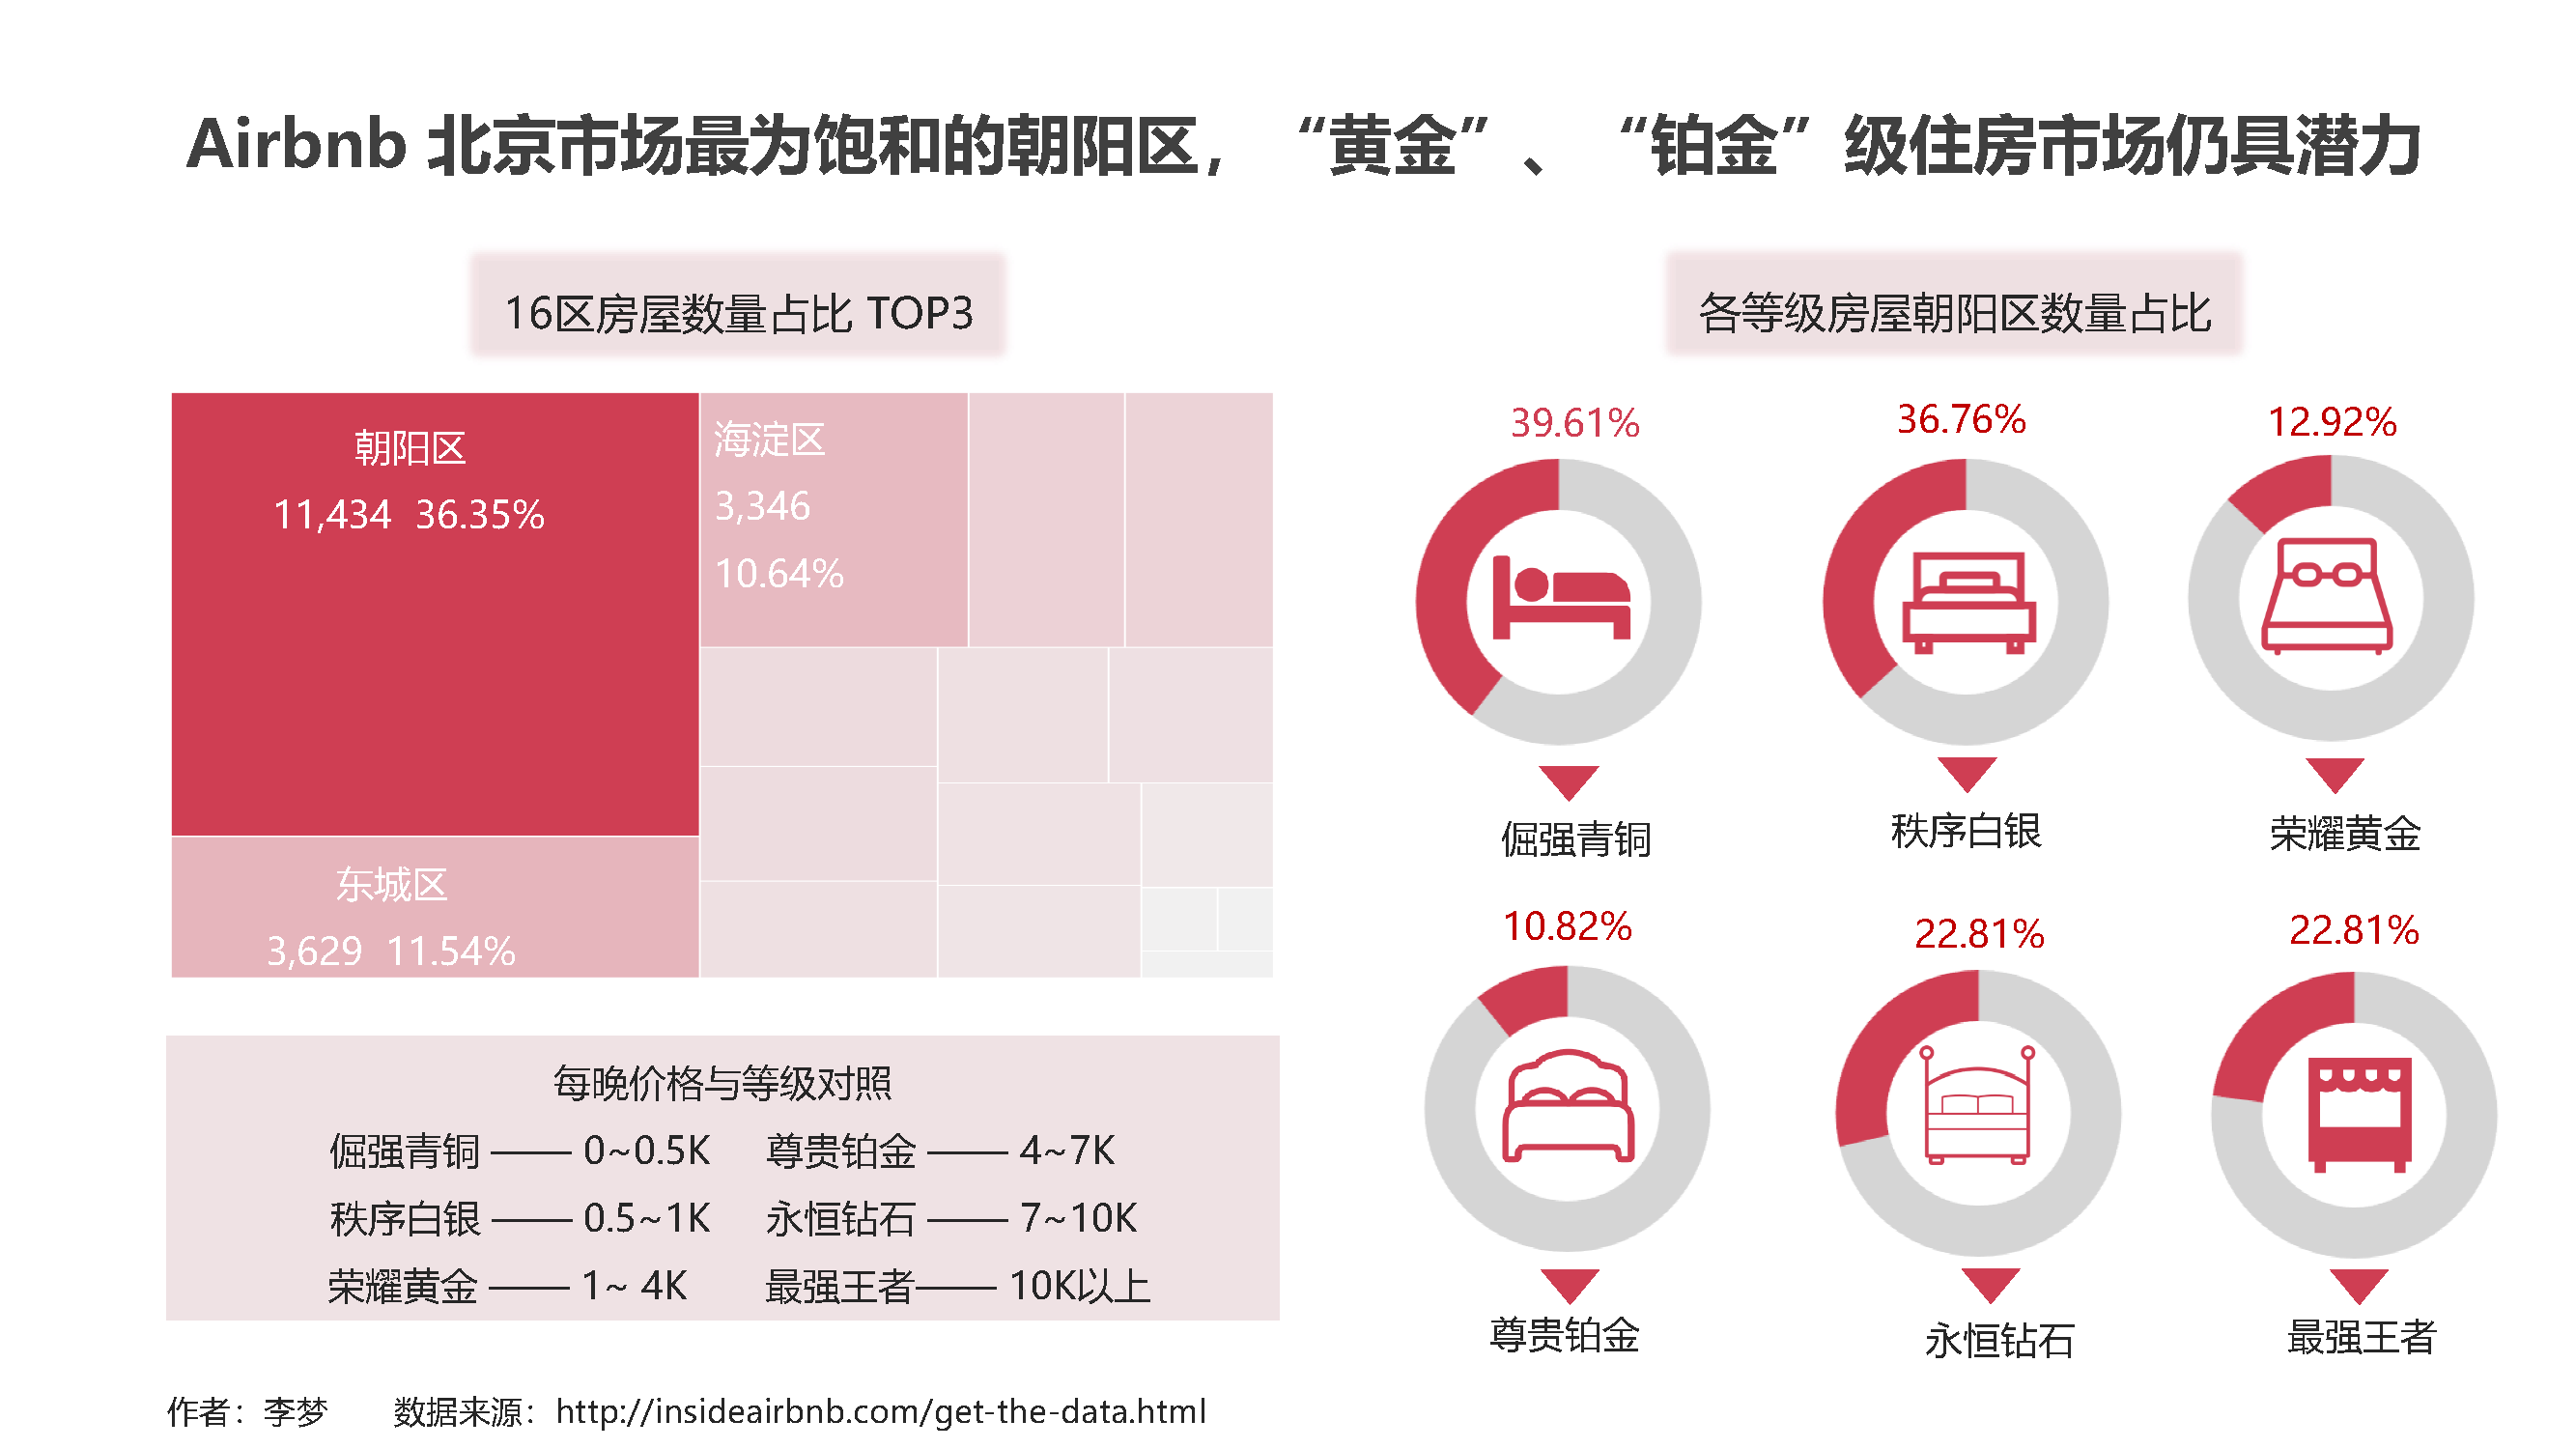 Airbnb 北京市场最为饱和的朝阳区，“黄金”、“铂金”级住房市场仍具潜力
16区房屋数量占比 TOP3
朝阳区
11,434 36.35%
海淀区
3,346
10.64%
东城区
3,629 11.54%
每晚价格与等级对照
倔强青铜 —— 0~0.5K 尊贵铂金 —— 4~7K
秩序白银 —— 0.5~1K 永恒钻石 —— 7~10K
荣耀黄金 —— 1~ 4K 最强王者—— 10K以上
各等级房屋朝阳区数量占比
39.61% 36.76% 12.92%
倔强青铜 秩序白银 荣耀黄金
10.82% 22.81% 22.81%
尊贵铂金 永恒钻石 最强王者
作者：李梦 数据来源：http://insideairbnb.com/get-the-data.html